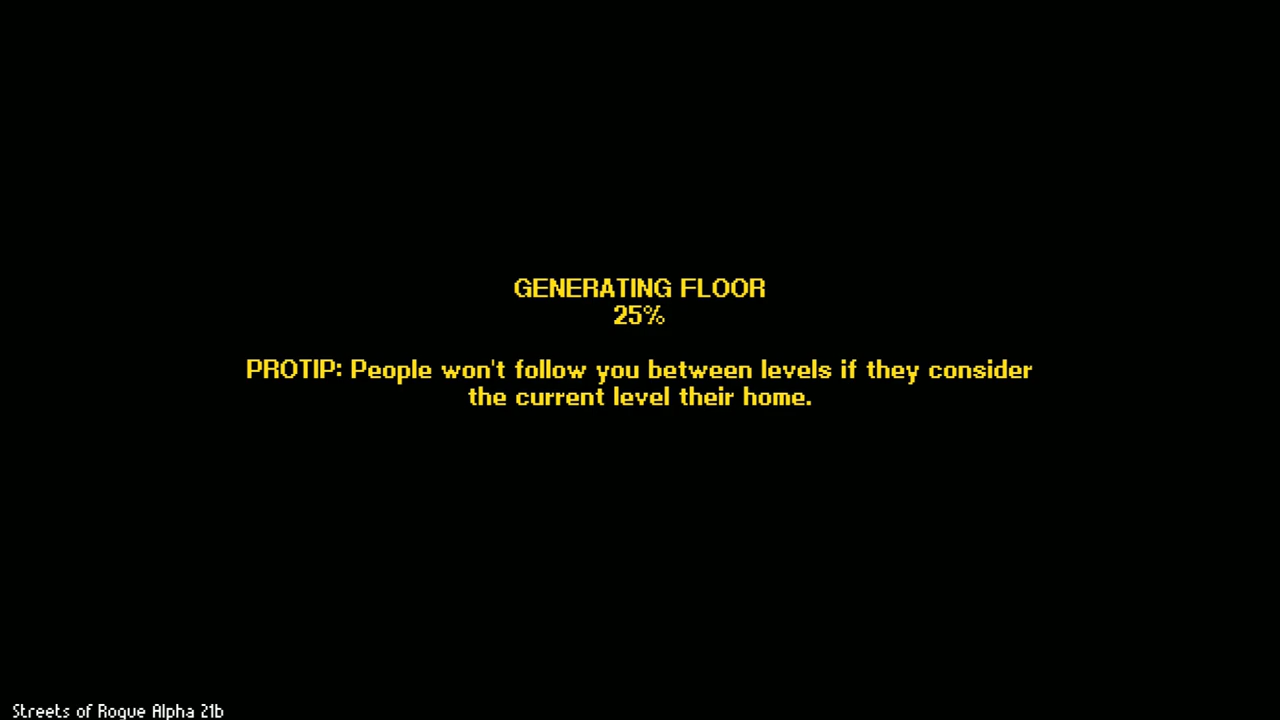 GENERATING FLOOR
25%
PROTIP: People won't follow you between levels if they consider
the current level their home.
Streets of Rogue Alpha 21b